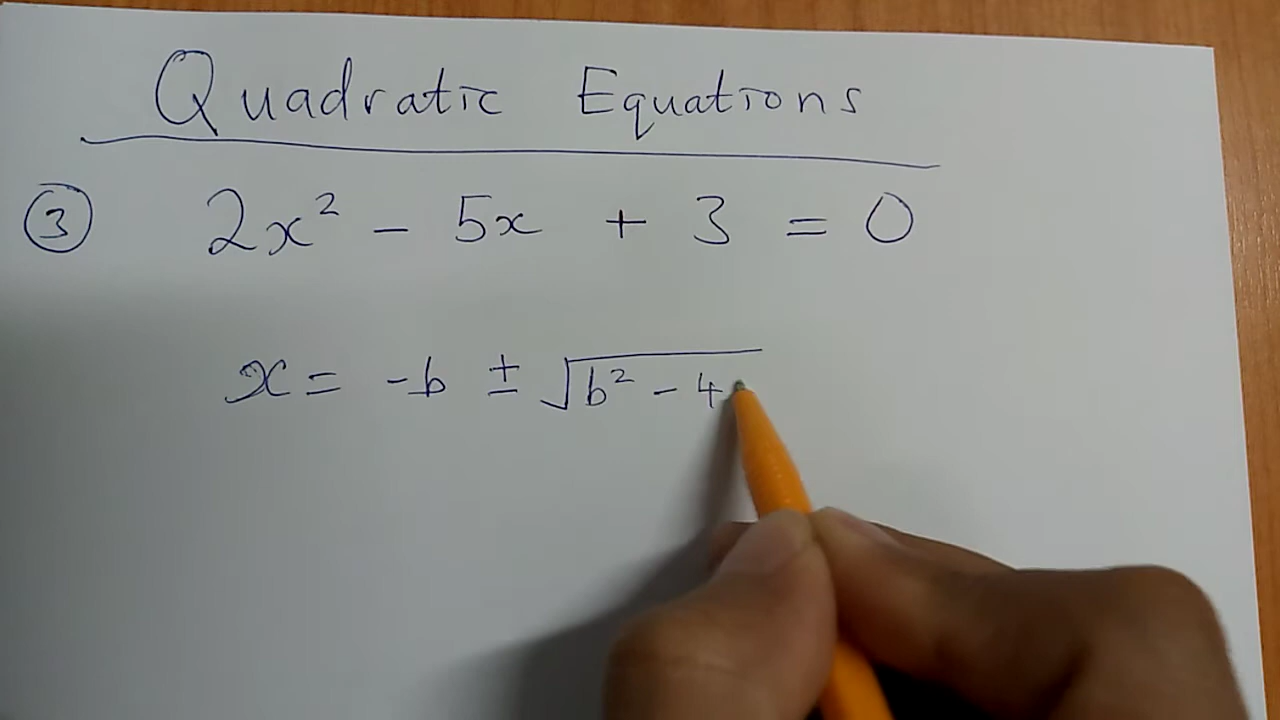 Quadratic Equations
③ 2x² - 5x + 3 = 0
x = -b ± √b² - 4